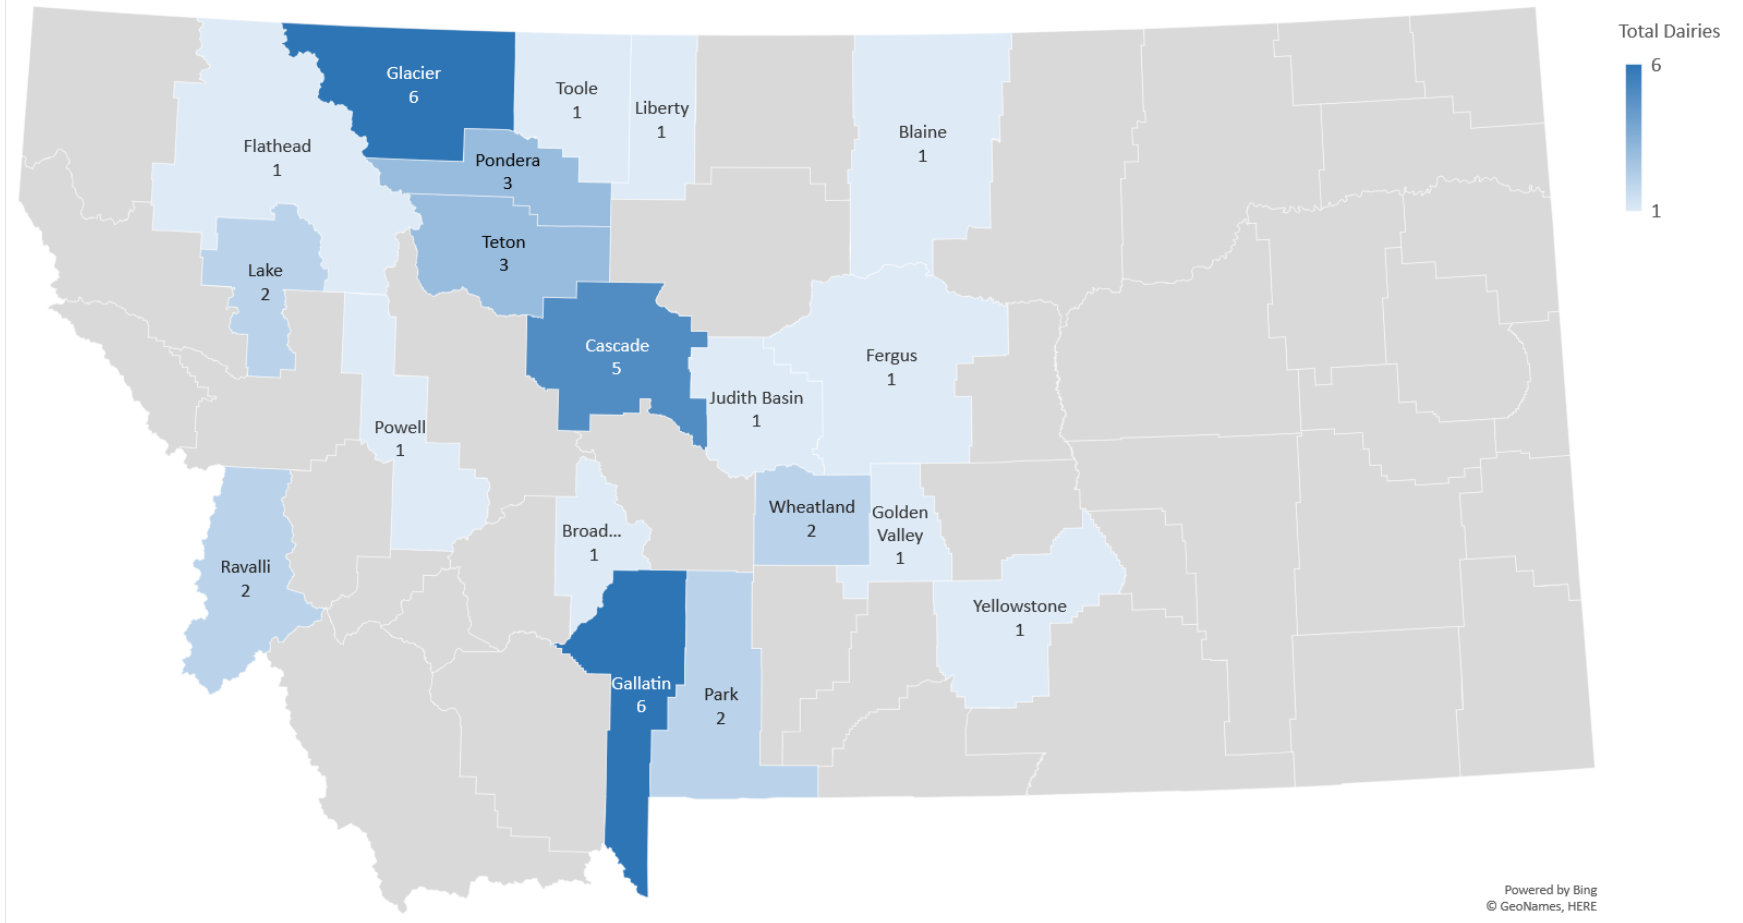 Total Dairies
6
1
Glacier
6
Toole
1
Liberty
1
Blaine
1
Flathead
1
Pondera
3
Teton
3
Lake
2
Cascade
5
Fergus
1
Judith Basin
1
Powell
1
Wheatland
2
Golden
Valley
1
Broad...
1
Ravalli
2
Yellowstone
1
Gallatin
6
Park
2
Powered by Bing
© GeoNames, HERE